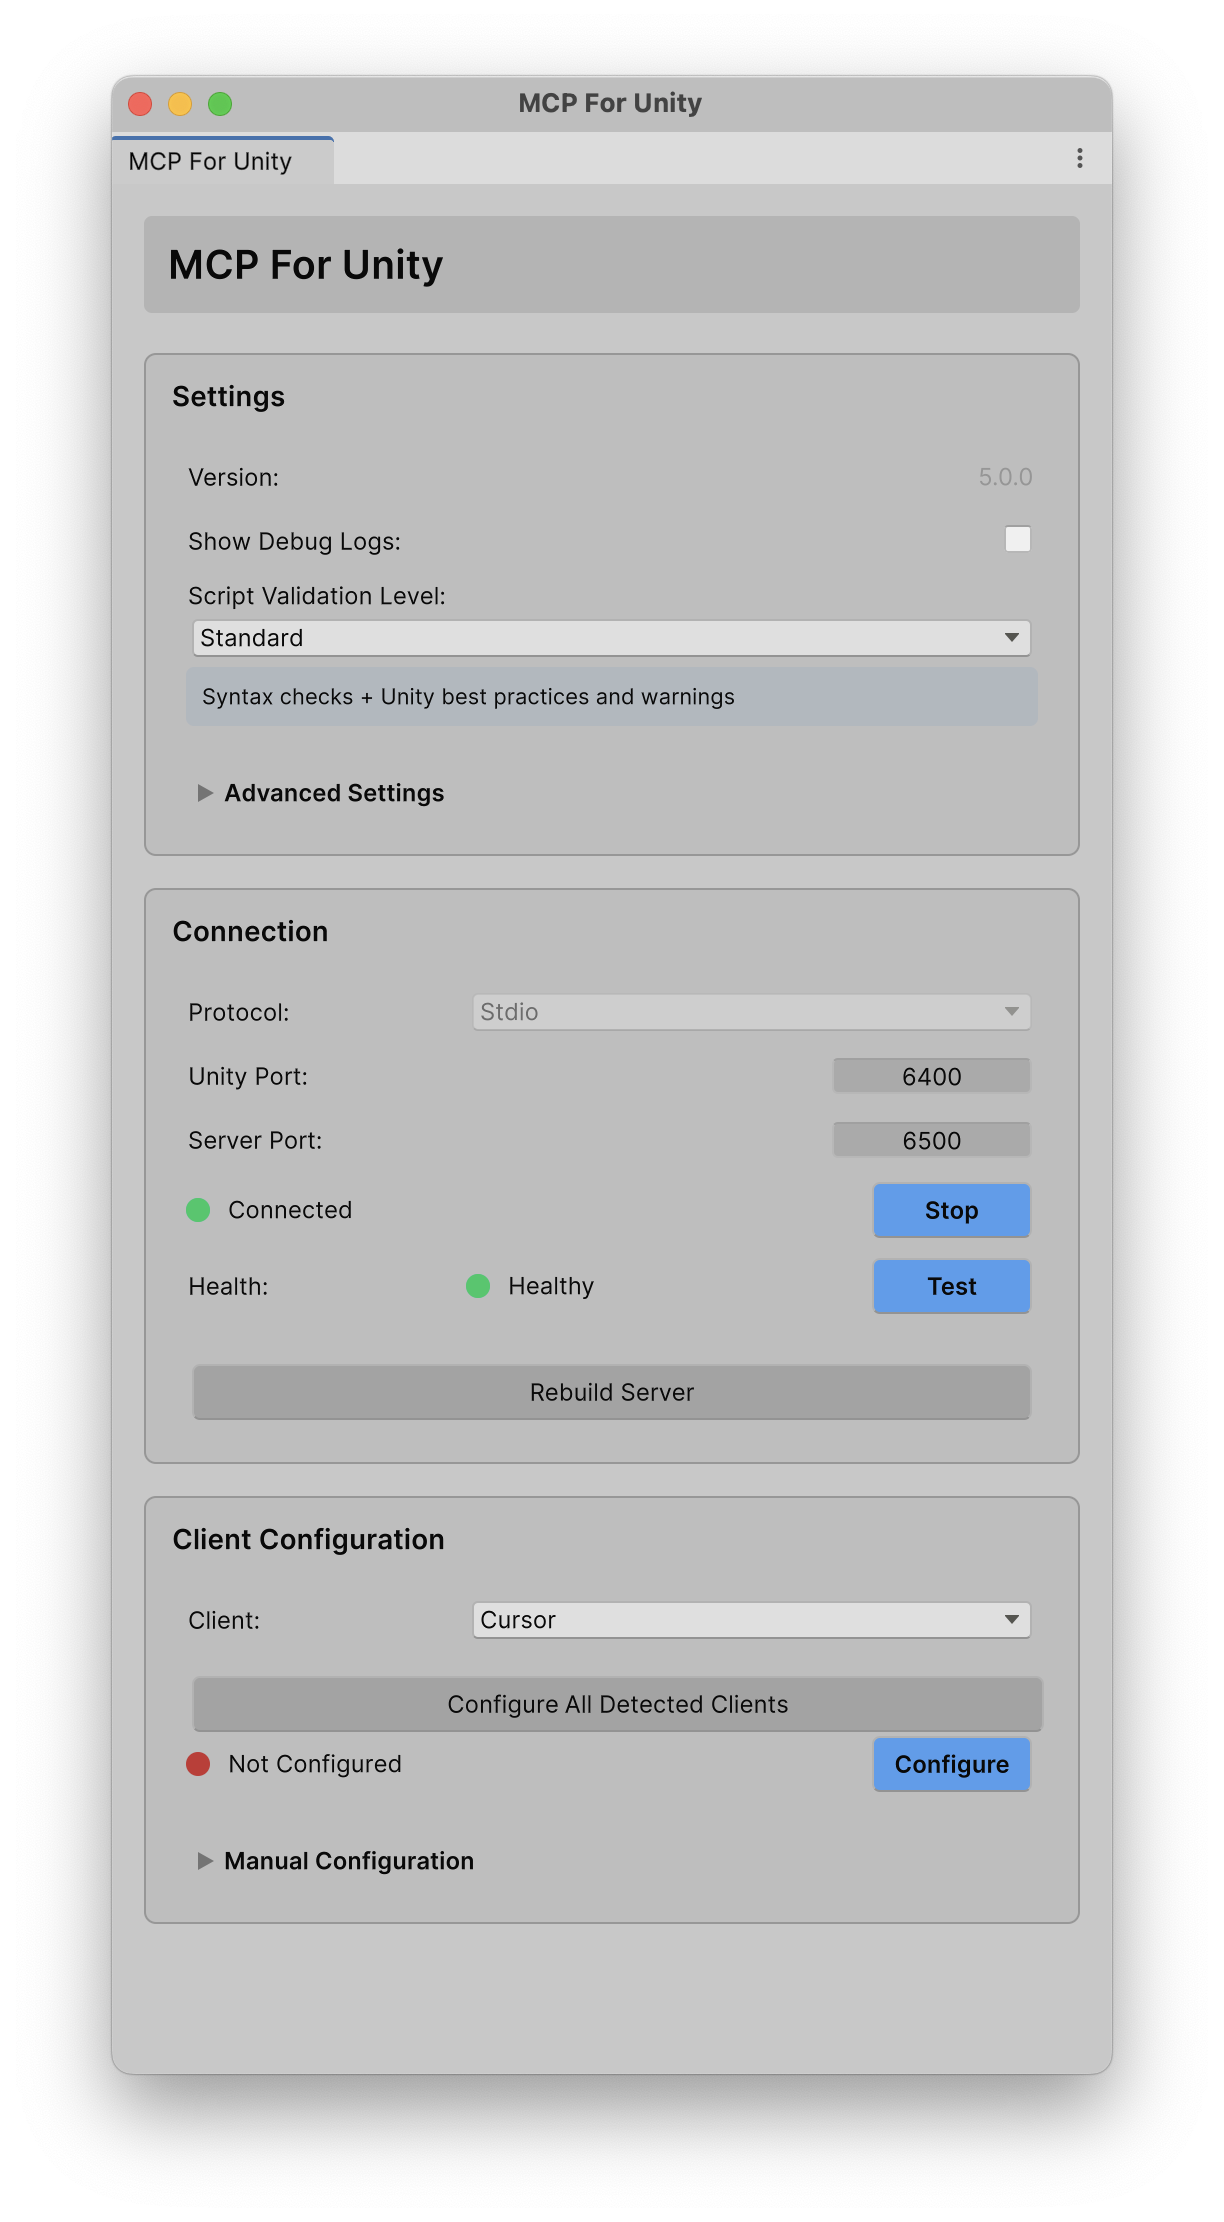 MCP For Unity
MCP For Unity
MCP For Unity
Settings
Version: 5.0.0
Show Debug Logs:
Script Validation Level:
Standard
Syntax checks + Unity best practices and warnings
Advanced Settings
Connection
Protocol: Stdio
Unity Port: 6400
Server Port: 6500
Connected Stop
Health: Healthy Test
Rebuild Server
Client Configuration
Client: Cursor
Configure All Detected Clients
Not Configured Configure
Manual Configuration